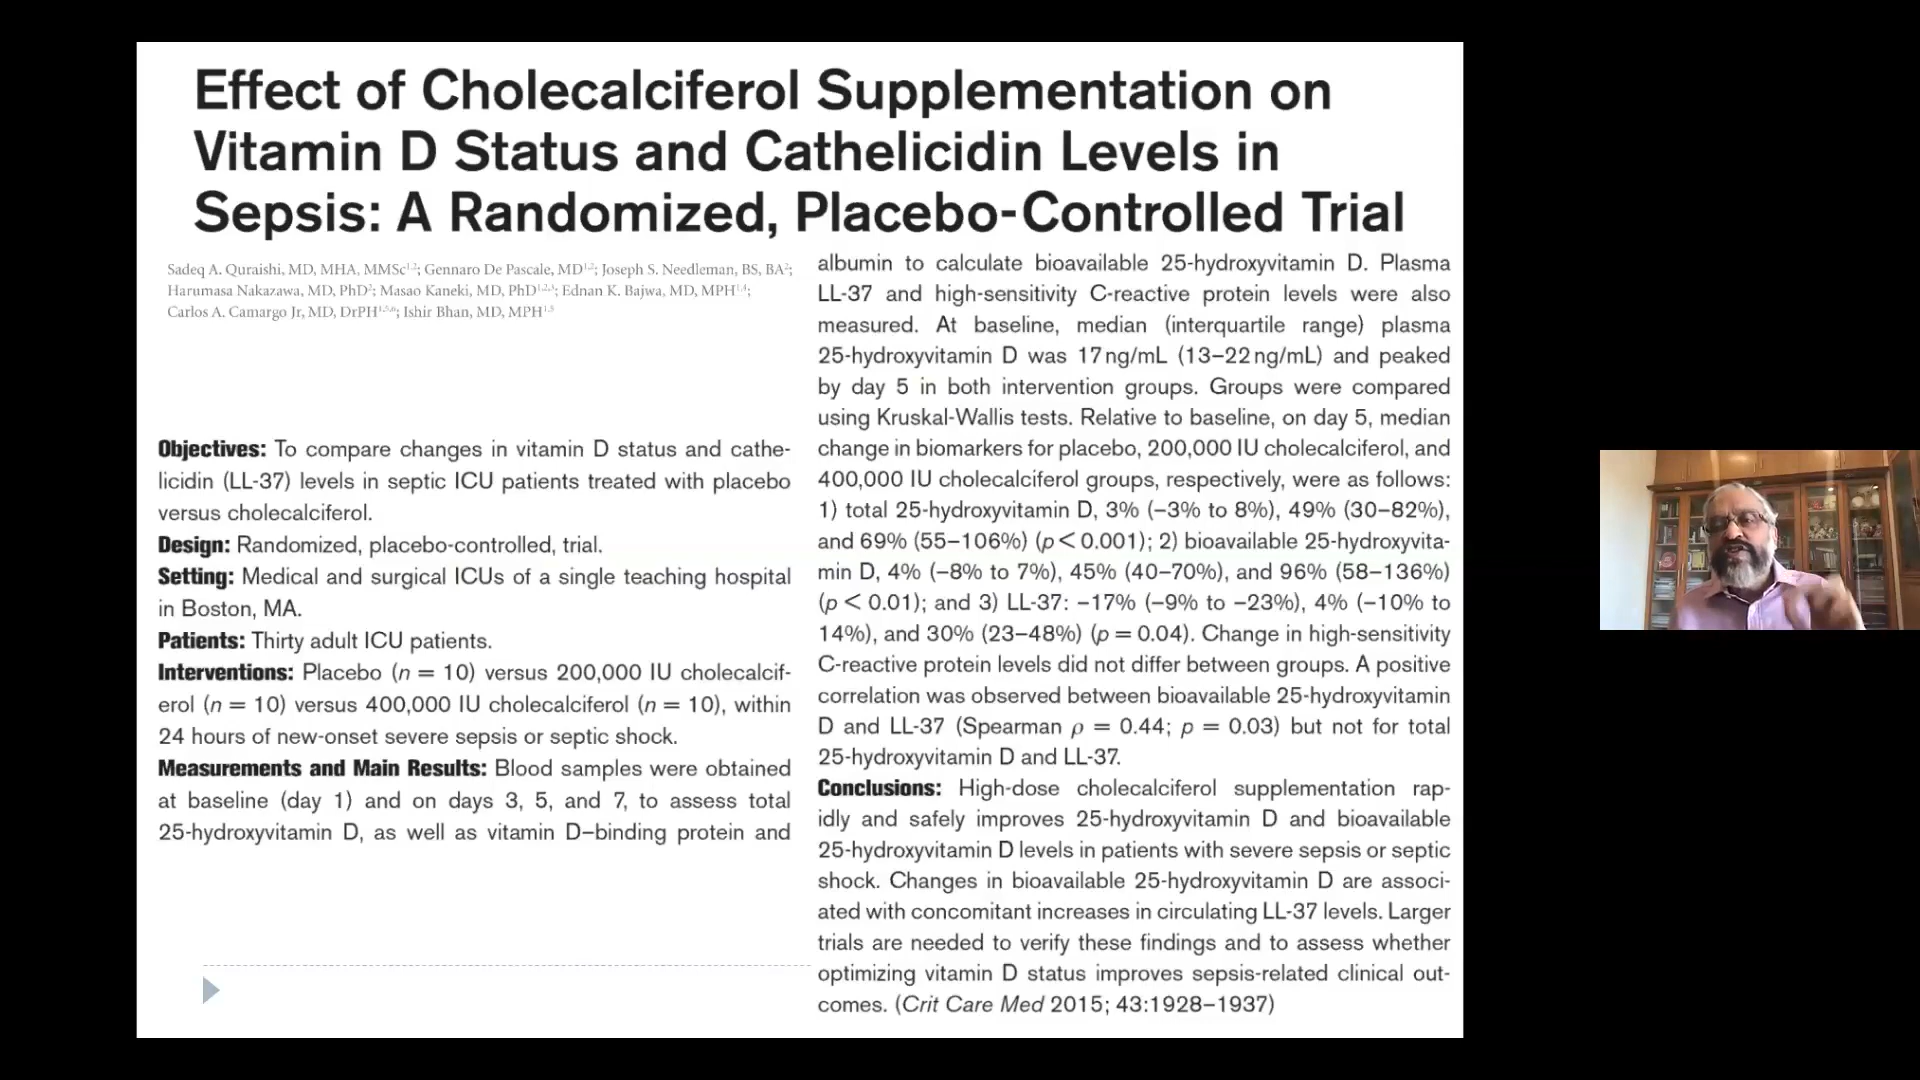 Effect of Cholecalciferol Supplementation on
Vitamin D Status and Cathelicidin Levels in
Sepsis: A Randomized, Placebo-Controlled Trial
Sadeq A. Quraishi, MD, MHA, MMSc1,2; Gennaro De Pascale, MD1,2; Joseph S. Needleman, BS, BA2;
Harumasa Nakazawa, MD, PhD2; Masao Kaneki, MD, PhD; Ednan K. Bajwa, MD, MPH1,4;
Carlos A. Camargo Jr, MD, DrPH; Ishir Bhan, MD, MPH1,5
Objectives: To compare changes in vitamin D status and cathe-
licidin (LL-37) levels in septic ICU patients treated with placebo
versus cholecalciferol.
Design: Randomized, placebo-controlled, trial.
Setting: Medical and surgical ICUs of a single teaching hospital
in Boston, MA.
Patients: Thirty adult ICU patients.
Interventions: Placebo (n = 10) versus 200,000 IU cholecalcif-
erol (n = 10) versus 400,000 IU cholecalciferol (n = 10), within
24 hours of new-onset severe sepsis or septic shock.
Measurements and Main Results: Blood samples were obtained
at baseline (day 1) and on days 3, 5, and 7, to assess total
25-hydroxyvitamin D, as well as vitamin D–binding protein and
albumin to calculate bioavailable 25-hydroxyvitamin D. Plasma
LL-37 and high-sensitivity C-reactive protein levels were also
measured. At baseline, median (interquartile range) plasma
25-hydroxyvitamin D was 17 ng/mL (13–22 ng/mL) and peaked
by day 5 in both intervention groups. Groups were compared
using Kruskal-Wallis tests. Relative to baseline, on day 5, median
change in biomarkers for placebo, 200,000 IU cholecalciferol, and
400,000 IU cholecalciferol groups, respectively, were as follows:
1) total 25-hydroxyvitamin D, 3% (–3% to 8%), 49% (30–82%),
and 69% (55–106%) (p < 0.001); 2) bioavailable 25-hydroxyvita-
min D, 4% (–8% to 7%), 45% (40–70%), and 96% (58–136%)
(p < 0.01); and 3) LL-37: –17% (–9% to –23%), 4% (–10% to
14%), and 30% (23–48%) (p = 0.04). Change in high-sensitivity
C-reactive protein levels did not differ between groups. A positive
correlation was observed between bioavailable 25-hydroxyvitamin
D and LL-37 (Spearman ρ = 0.44; p = 0.03) but not for total
25-hydroxyvitamin D and LL-37.
Conclusions: High-dose cholecalciferol supplementation rap-
idly and safely improves 25-hydroxyvitamin D and bioavailable
25-hydroxyvitamin D levels in patients with severe sepsis or septic
shock. Changes in bioavailable 25-hydroxyvitamin D are associ-
ated with concomitant increases in circulating LL-37 levels. Larger
trials are needed to verify these findings and to assess whether
optimizing vitamin D status improves sepsis-related clinical out-
comes. (Crit Care Med 2015; 43:1928–1937)